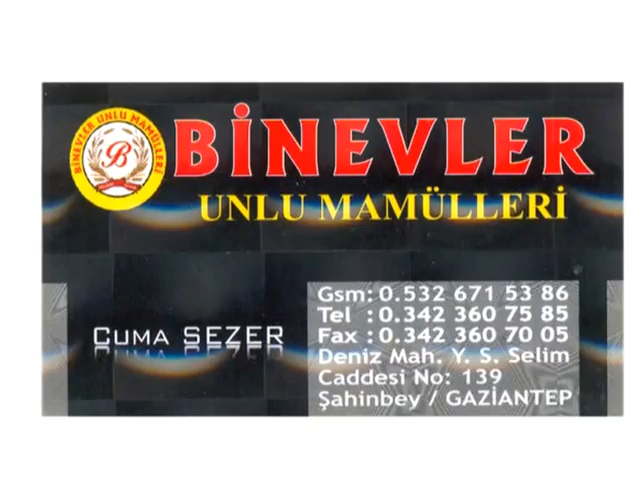 BİNEVLER UNLU MAMÜLLERİ
B
BİNEVLER
UNLU MAMÜLLERİ
CUMA SEZER
Gsm: 0.532 671 53 86
Tel : 0.342 360 75 85
Fax : 0.342 360 70 05
Deniz Mah. Y. S. Selim
Caddesi No: 139
Şahinbey / GAZİANTEP